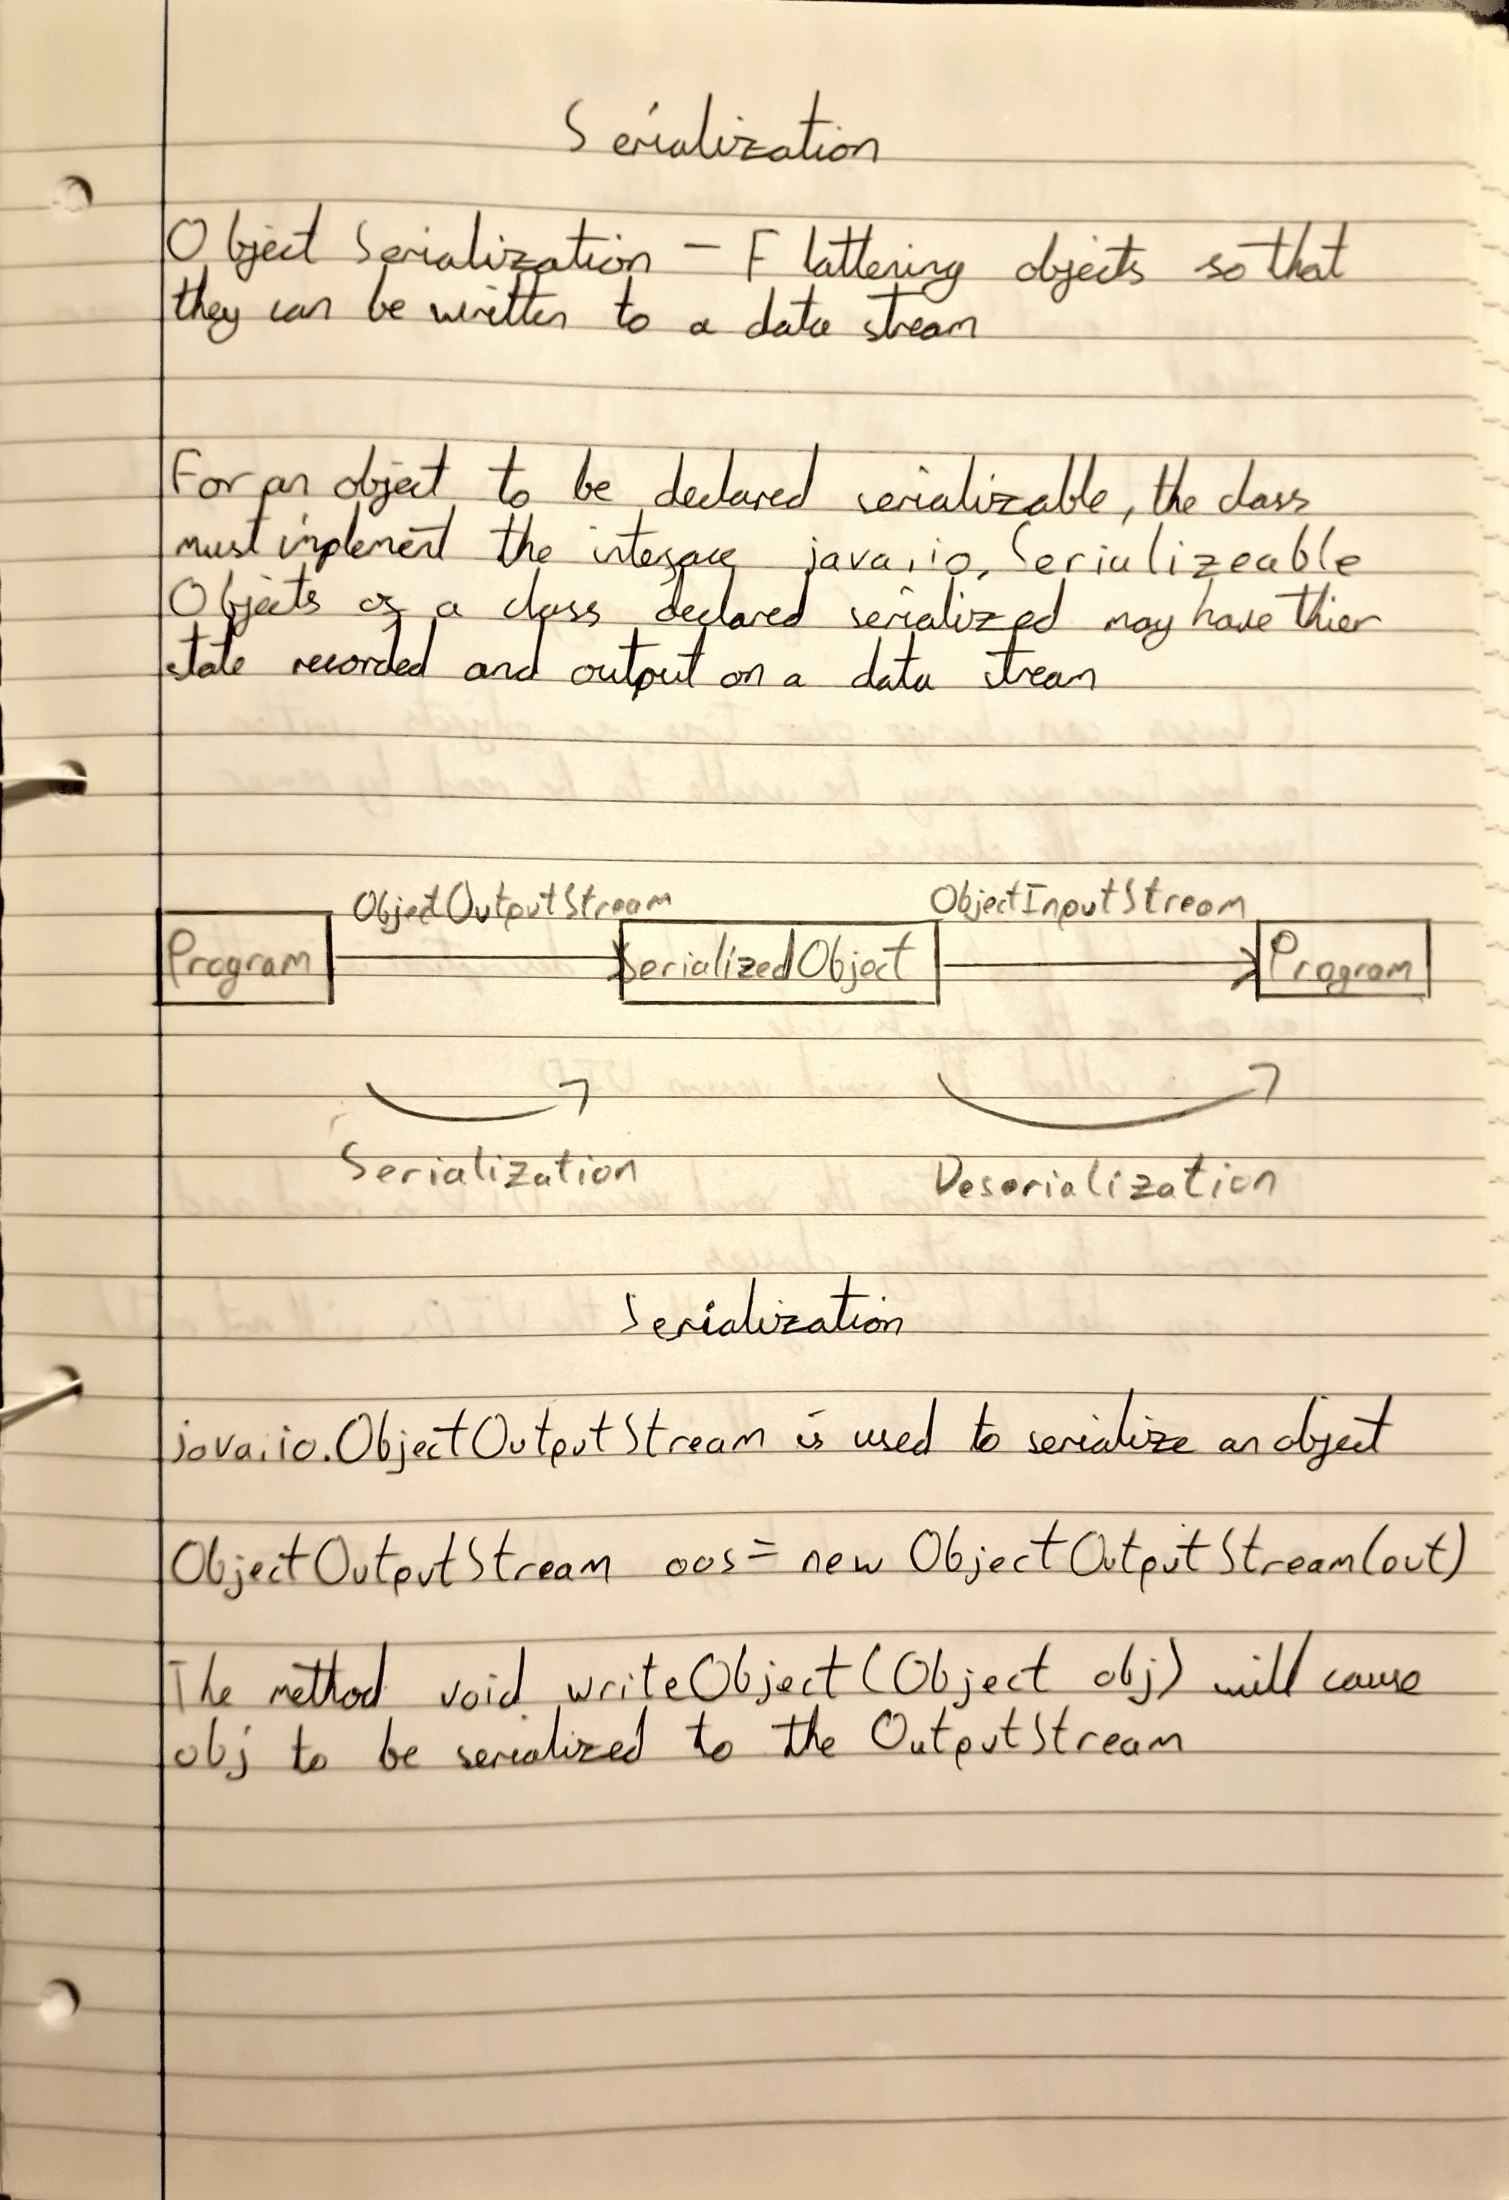 Serialization
Object Serialization - Flattering objects so that
they can be written to a data stream
For an object to be declared serializable, the class
must implement the interface java.io.Serializeable
Objects of a class declared serialized may have thier
state recorded and output on a data stream
ObjectOutputStream ObjectInputStream
Program SerializedObject Program
Serialization Deserialization
Serialization
java.io.ObjectOutputStream is used to serialize an object
ObjectOutputStream oos = new ObjectOutputStream(out)
The method void writeObject(Object obj) will cause
obj to be serialized to the OutputStream